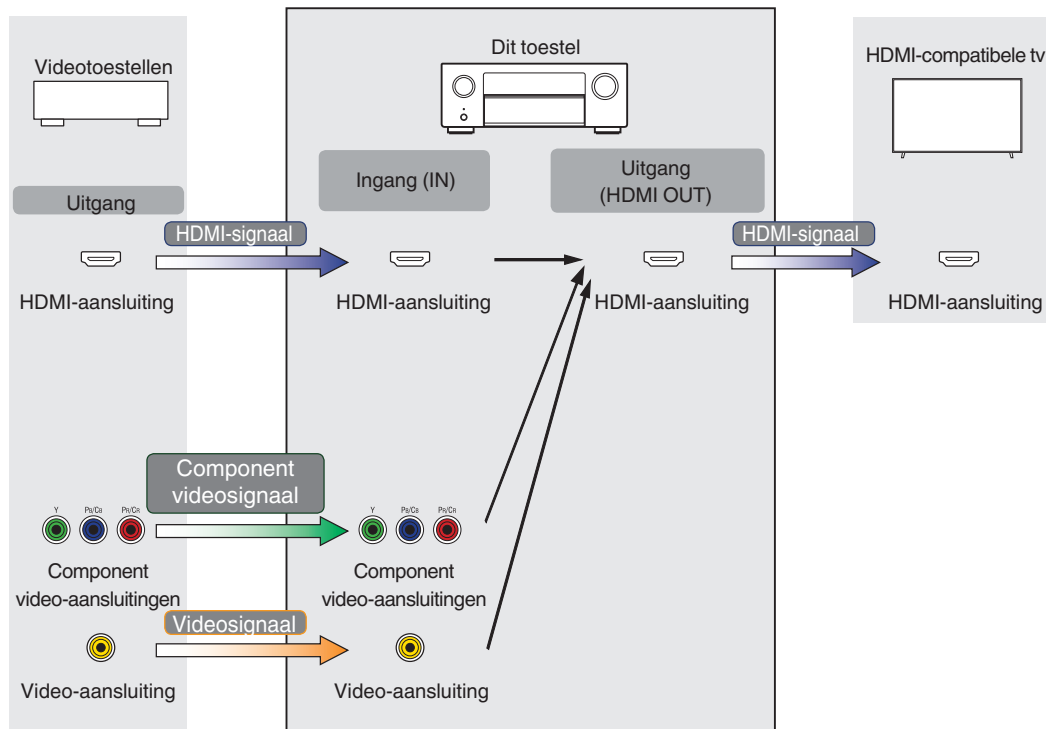 Videotoestellen
Dit toestel
HDMI-compatibele tv
Uitgang
Ingang (IN)
Uitgang
(HDMI OUT)
HDMI-signaal
HDMI-signaal
HDMI-aansluiting
HDMI-aansluiting
HDMI-aansluiting
HDMI-aansluiting
Component
videosignaal
Y PB/CB PR/CR
Y PB/CB PR/CR
Component
video-aansluitingen
Component
video-aansluitingen
Videosignaal
Video-aansluiting
Video-aansluiting